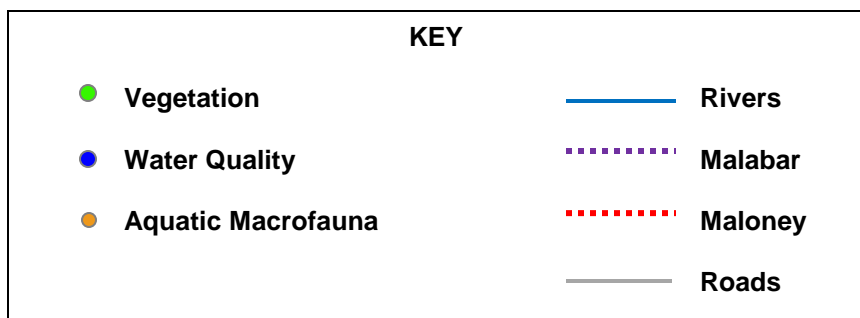 KEY
Vegetation
Rivers
Water Quality
Malabar
Aquatic Macrofauna
Maloney
Roads